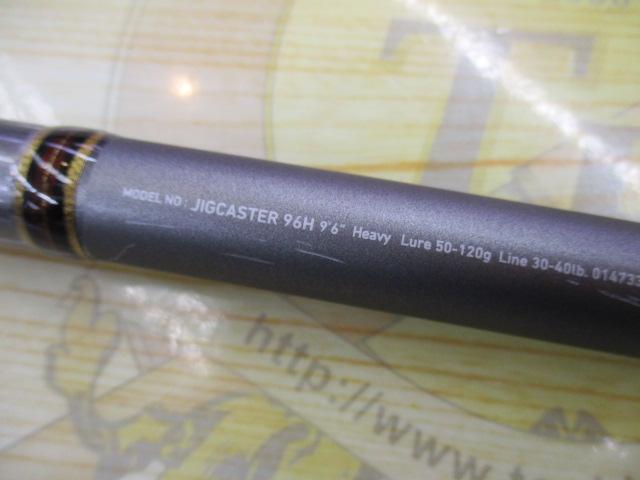 T
MODEL NO : JIGCASTER 96H 9'6" Heavy Lure 50-120g Line 30-40lb. 014733
http://www.t